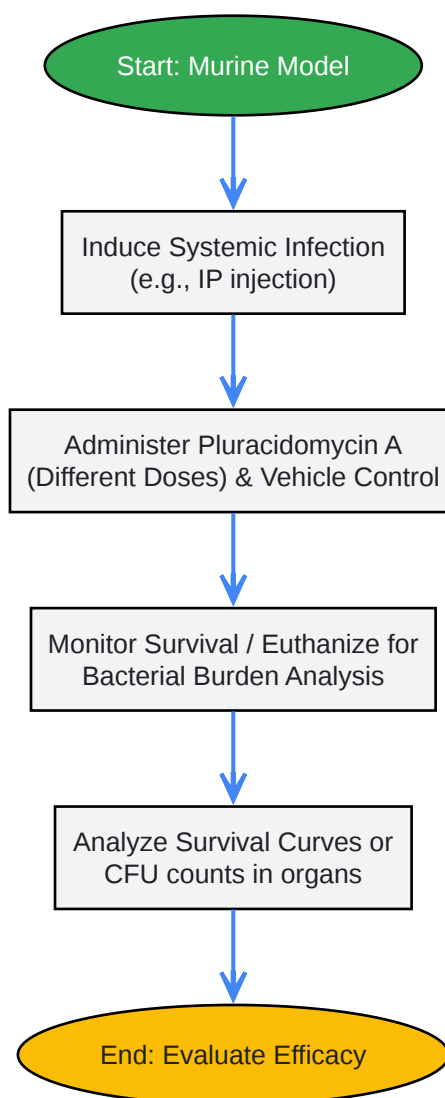 Start: Murine Model
Induce Systemic Infection
(e.g., IP injection)
Administer Pluracidomycin A
(Different Doses) & Vehicle Control
Monitor Survival / Euthanize for
Bacterial Burden Analysis
Analyze Survival Curves or
CFU counts in organs
End: Evaluate Efficacy